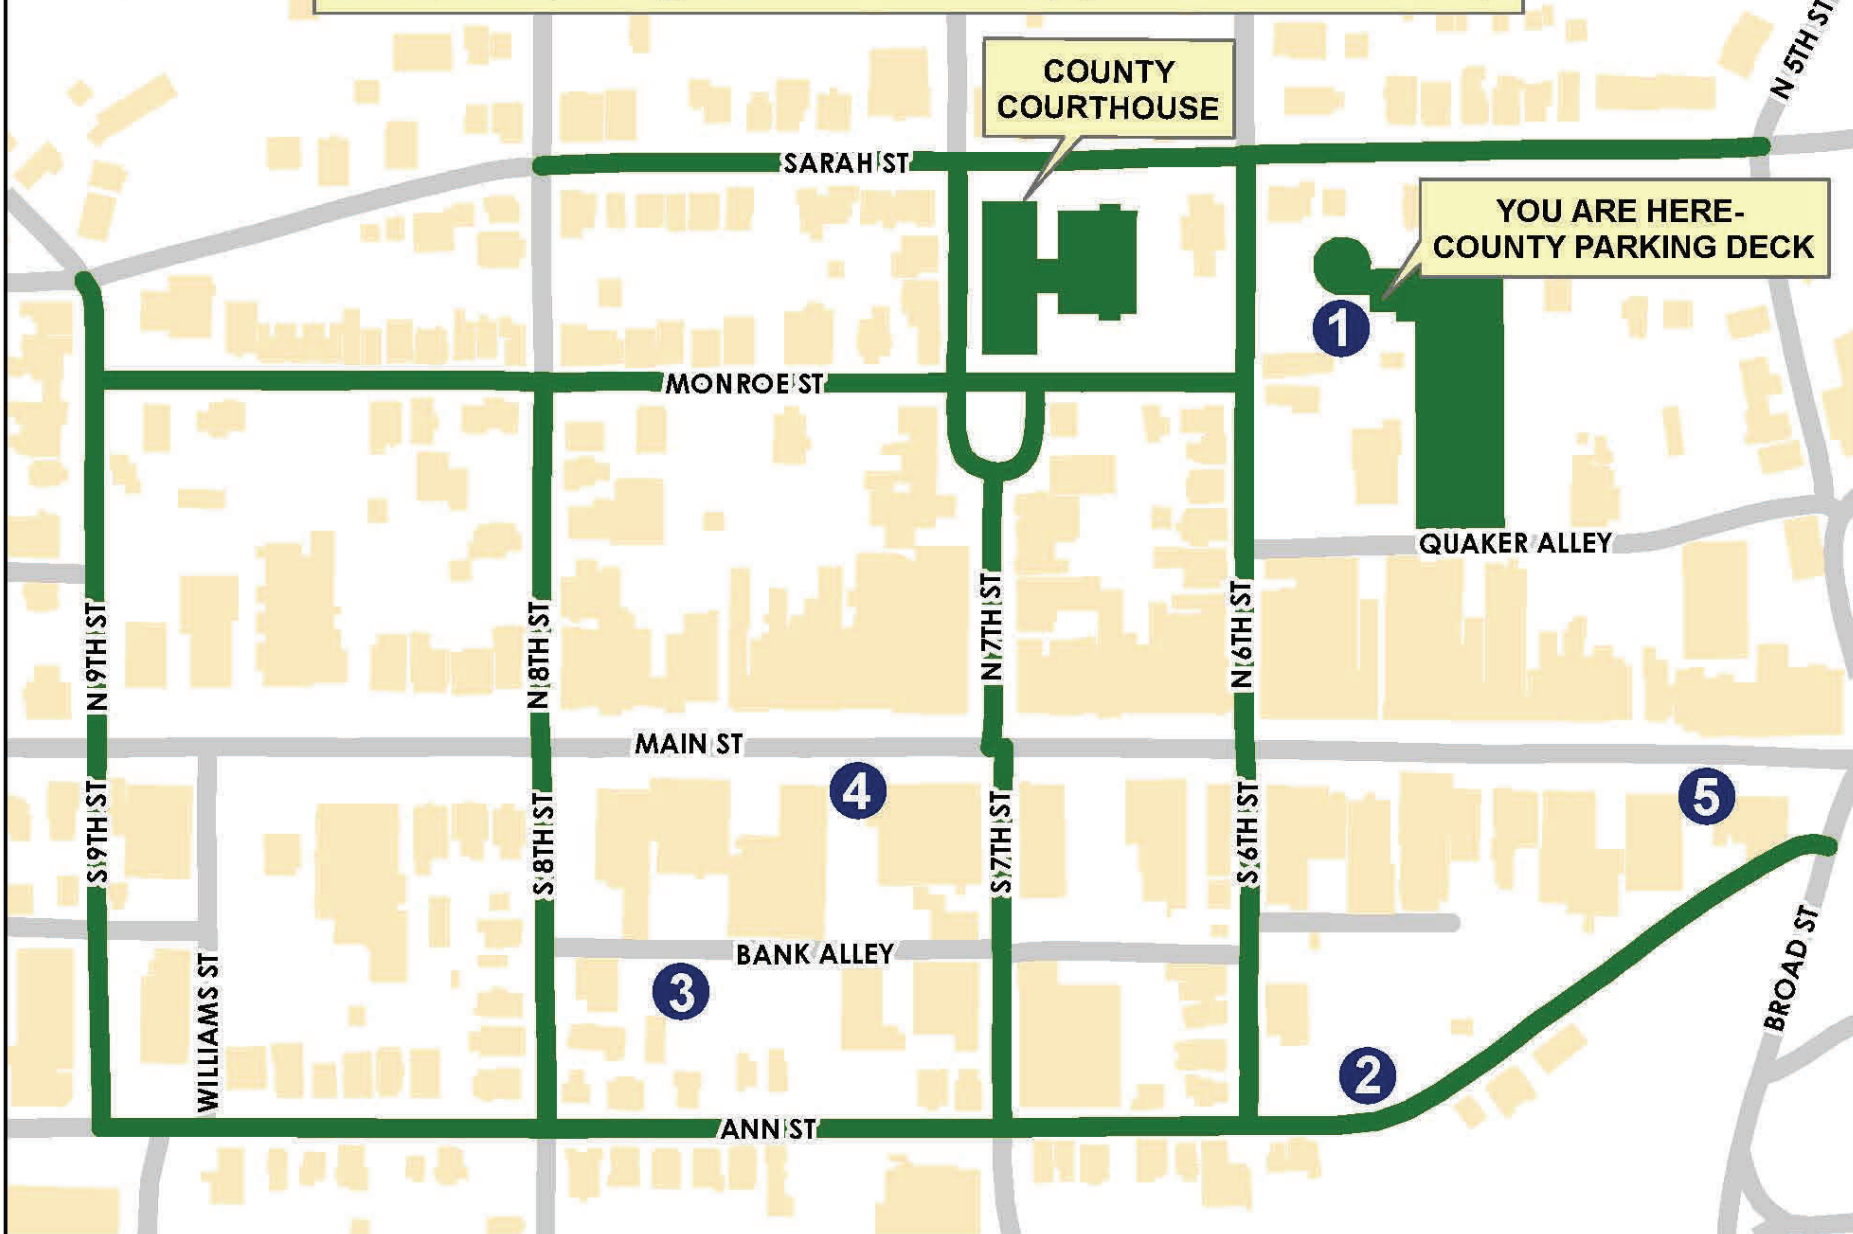 N 5TH ST
COUNTY
COURTHOUSE
SARAH ST
YOU ARE HERE-
COUNTY PARKING DECK
1
MONROE ST
QUAKER ALLEY
N 9TH ST
N 8TH ST
N 7TH ST
N 6TH ST
MAIN ST
4
5
S 9TH ST
S 8TH ST
S 7TH ST
S 6TH ST
BANK ALLEY
3
WILLIAMS ST
BROAD ST
2
ANN ST